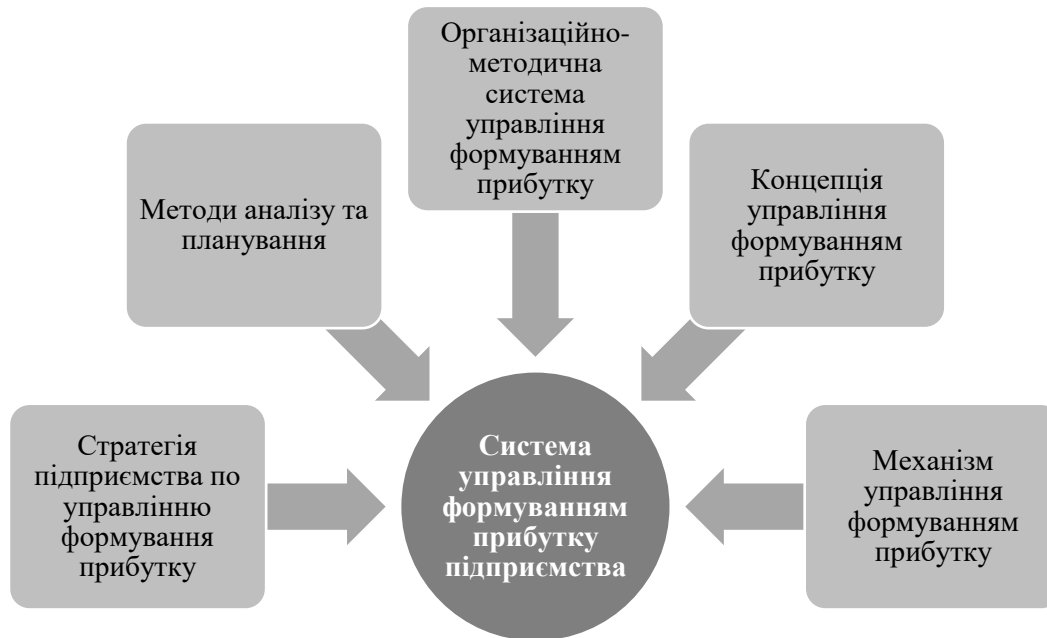 Організаційно-
методична
система
управління
формуванням
прибутку
Методи аналізу та
планування
Концепція
управління
формуванням
прибутку
Стратегія
підприємства по
управлінню
формування
прибутку
Система
управління
формуванням
прибутку
підприємства
Механізм
управління
формуванням
прибутку